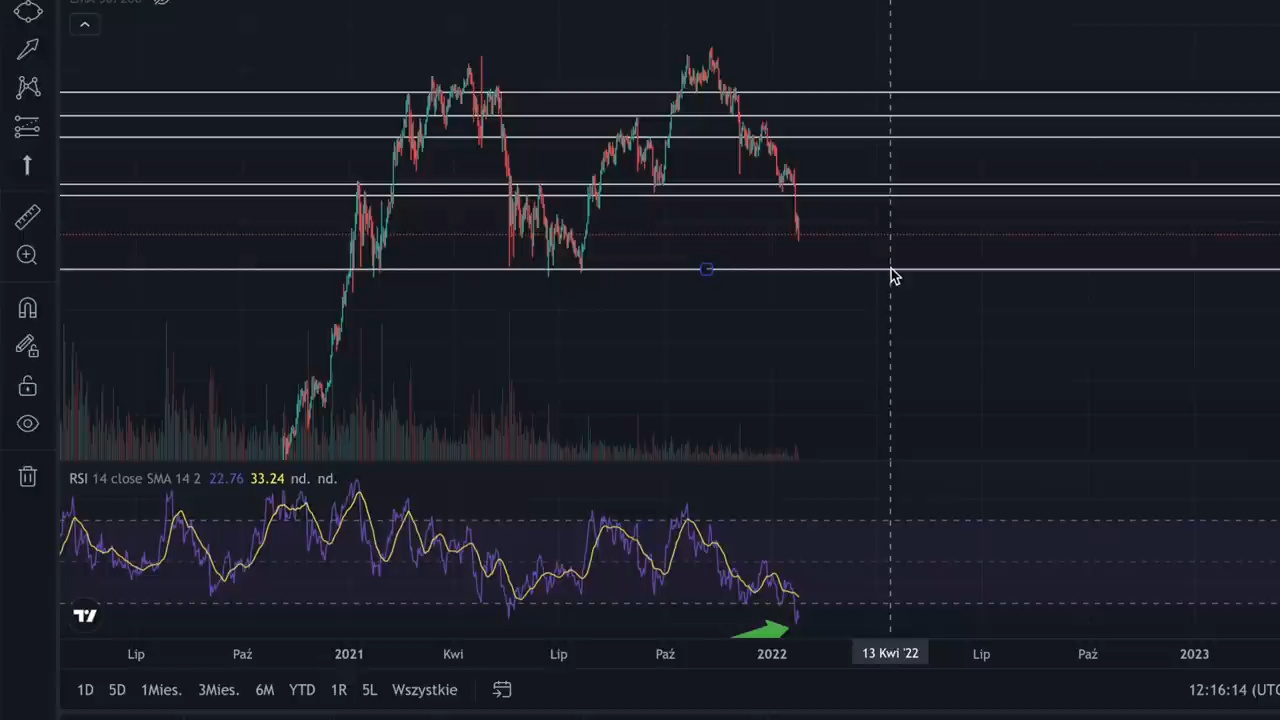 RSI 14 close SMA 14 2 22.76 33.24 nd. nd.
Lip Paź 2021 Kwi Lip Paź 2022 13 Kwi '22 Lip Paź 2023
1D 5D 1Mies. 3Mies. 6M YTD 1R 5L Wszystkie 12:16:14 (UTC